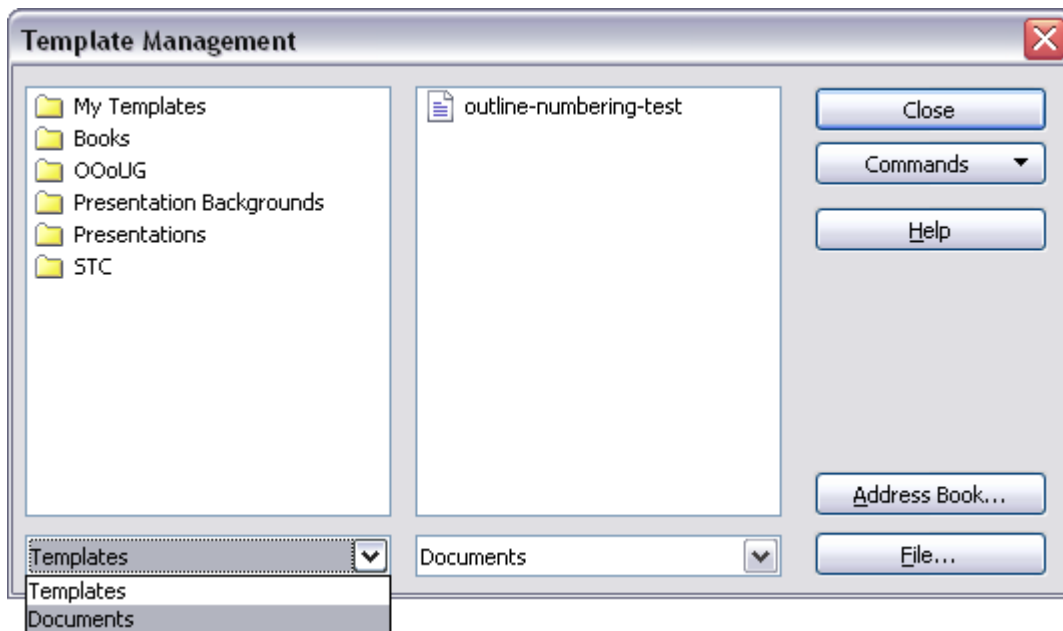 Template Management
My Templates
Books
OOoUG
Presentation Backgrounds
Presentations
STC
outline-numbering-test
Close
Commands
Help
Address Book...
File...
Templates
Documents
Templates
Documents